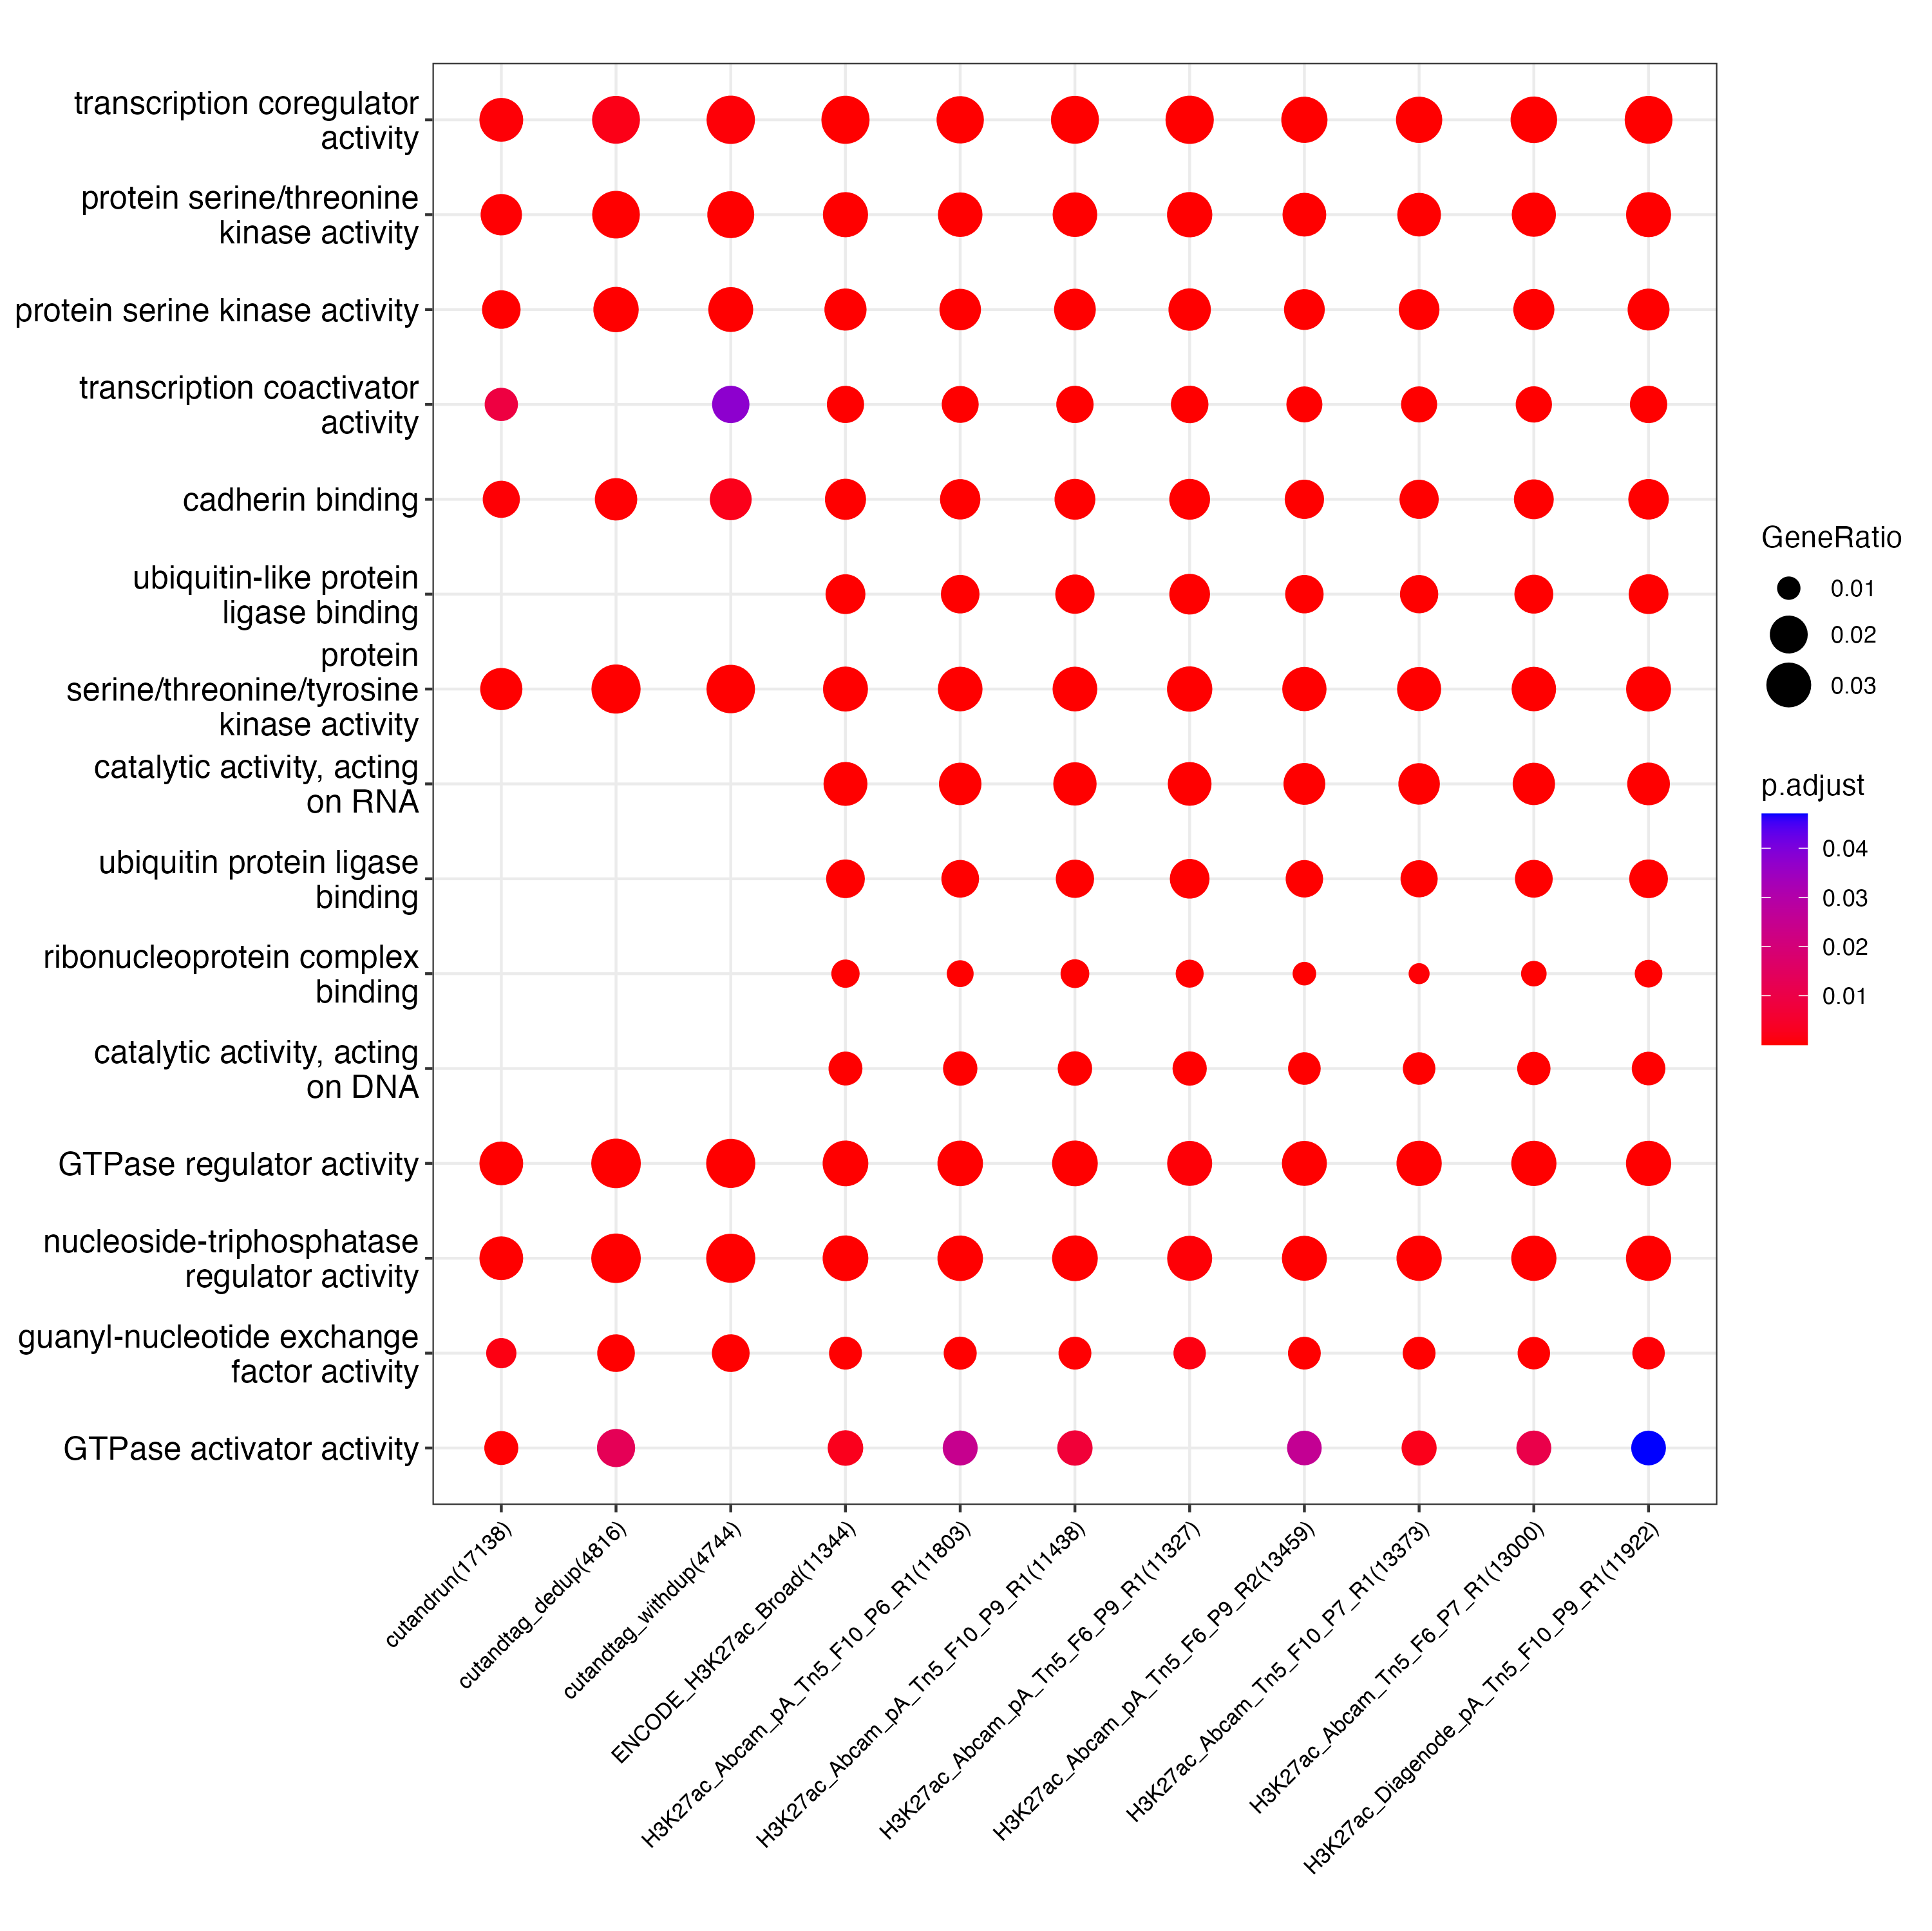 transcription coregulator
activity
protein serine/threonine
kinase activity
protein serine kinase activity
transcription coactivator
activity
cadherin binding
ubiquitin-like protein
ligase binding
protein
serine/threonine/tyrosine
kinase activity
catalytic activity, acting
on RNA
ubiquitin protein ligase
binding
ribonucleoprotein complex
binding
catalytic activity, acting
on DNA
GTPase regulator activity
nucleoside-triphosphatase
regulator activity
guanyl-nucleotide exchange
factor activity
GTPase activator activity
cutandrun(17138)
cutandtag_dedup(4816)
cutandtag_withdup(4744)
ENCODE_H3K27ac_Broad(11344)
H3K27ac_Abcam_pA_Tn5_F10_P6_R1(11803)
H3K27ac_Abcam_pA_Tn5_F10_P9_R1(11438)
H3K27ac_Abcam_pA_Tn5_F6_P9_R1(11327)
H3K27ac_Abcam_pA_Tn5_F6_P9_R2(13459)
H3K27ac_Abcam_Tn5_F10_P7_R1(13373)
H3K27ac_Abcam_Tn5_F6_P7_R1(13000)
H3K27ac_Diagenode_pA_Tn5_F10_P9_R1(11922)
GeneRatio
0.01
0.02
0.03
p.adjust
0.04
0.03
0.02
0.01